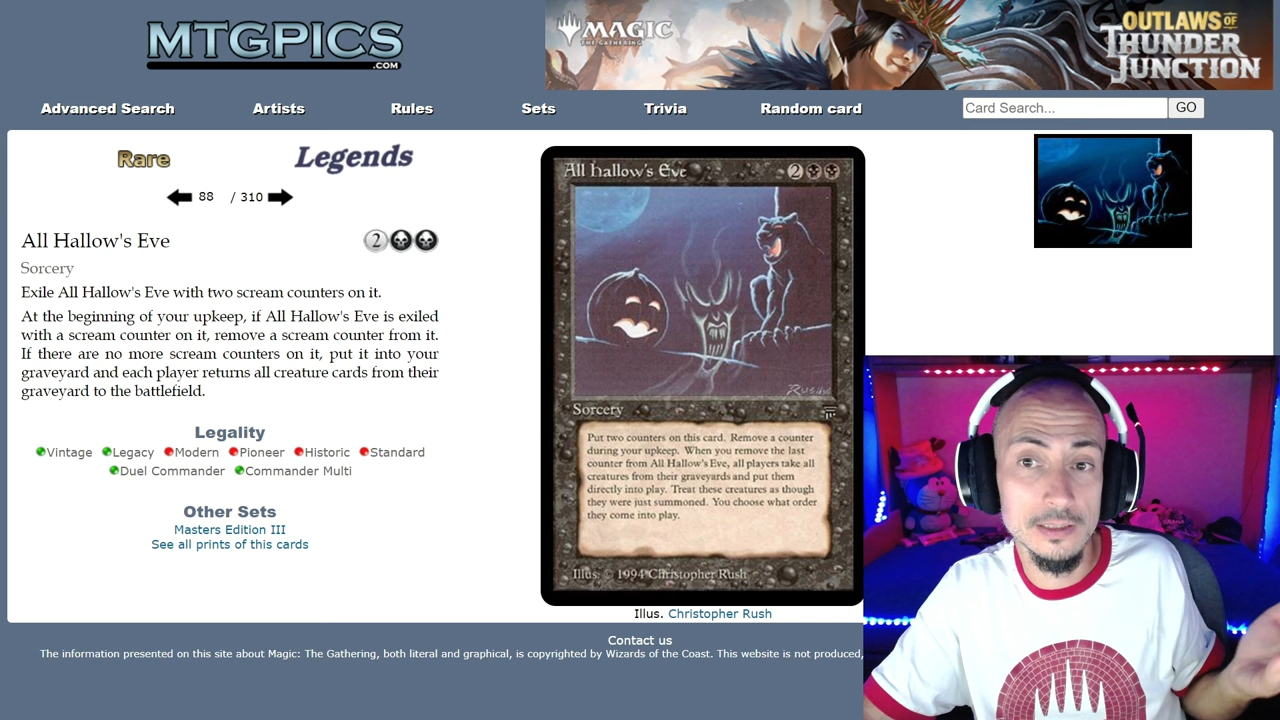 MTGPICS
.COM
MAGIC
THE GATHERING
OUTLAWS OF
THUNDER
JUNCTION
Advanced Search Artists Rules Sets Trivia Random card Card Search... GO
Rare Legends
88 / 310
All Hallow's Eve 2
Sorcery
Exile All Hallow's Eve with two scream counters on it.
At the beginning of your upkeep, if All Hallow's Eve is exiled
with a scream counter on it, remove a scream counter from it.
If there are no more scream counters on it, put it into your
graveyard and each player returns all creature cards from their
graveyard to the battlefield.
Legality
Vintage Legacy Modern Pioneer Historic Standard
Duel Commander Commander Multi
Other Sets
Masters Edition III
See all prints of this cards
All Hallow's Eve 2
Rush
Sorcery
Put two counters on this card. Remove a counter
during your upkeep. When you remove the last
counter from All Hallow's Eve, all players take all
creatures from their graveyards and put them
directly into play. Treat these creatures as though
they were just summoned. You choose what order
they come into play.
Illus: © 1994 Christopher Rush
Illus. Christopher Rush
Contact us
The information presented on this site about Magic: The Gathering, both literal and graphical, is copyrighted by Wizards of the Coast. This website is not produced,